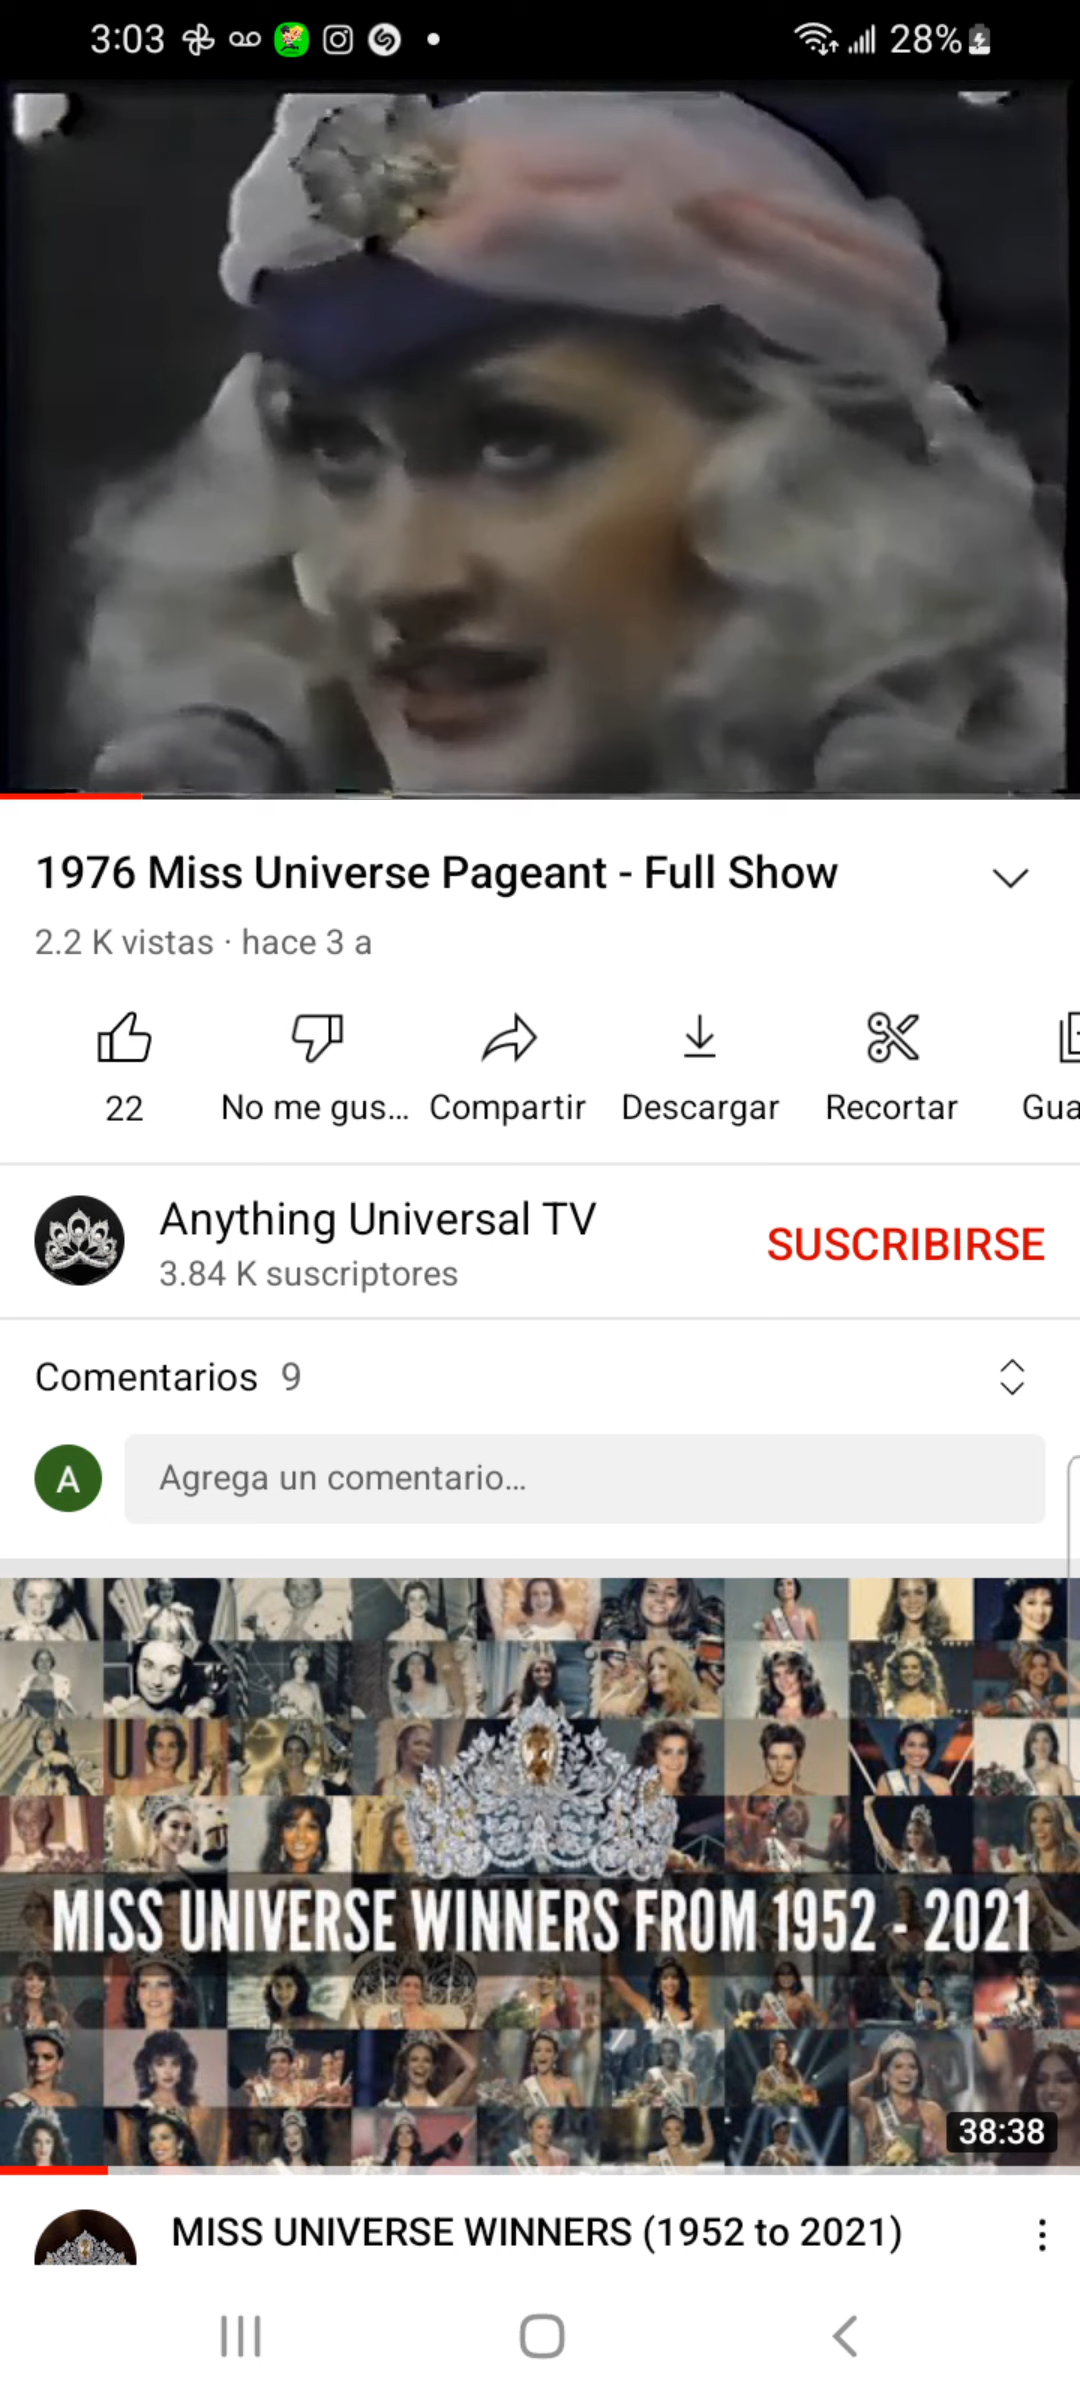 3:03
28%
1976 Miss Universe Pageant - Full Show
2.2 K vistas · hace 3 a
22
No me gus...
Compartir
Descargar
Recortar
Gua
Anything Universal TV
3.84 K suscriptores
SUSCRIBIRSE
Comentarios 9
A
Agrega un comentario...
MISS UNIVERSE WINNERS FROM 1952 - 2021
38:38
MISS UNIVERSE WINNERS (1952 to 2021)